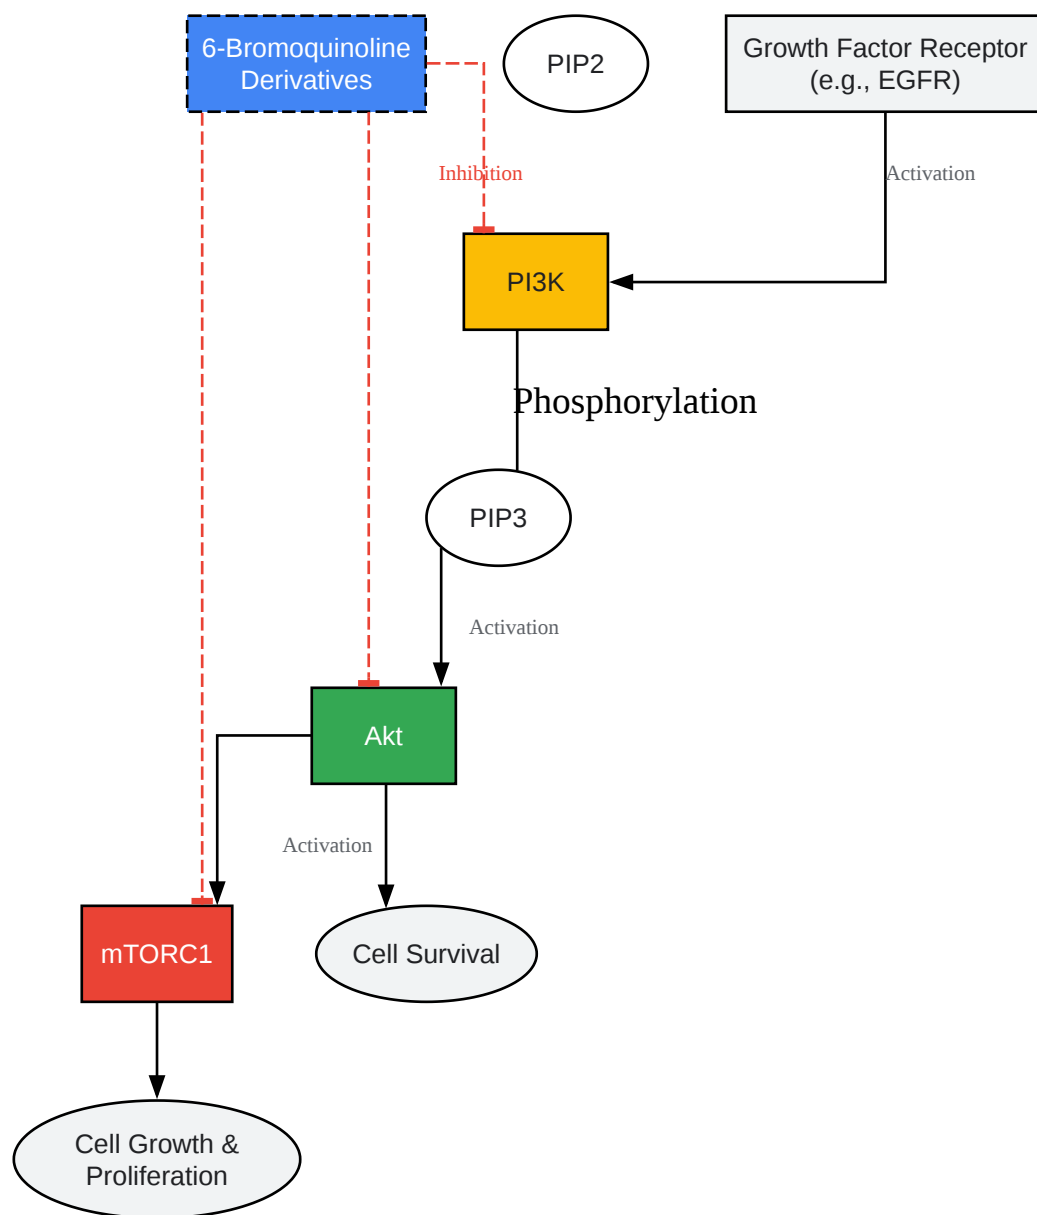 6-Bromoquinoline
Derivatives
PIP2
Growth Factor Receptor
(e.g., EGFR)
Inhibition
Activation
PI3K
Phosphorylation
PIP3
Activation
Akt
Activation
mTORC1
Cell Survival
Cell Growth &
Proliferation